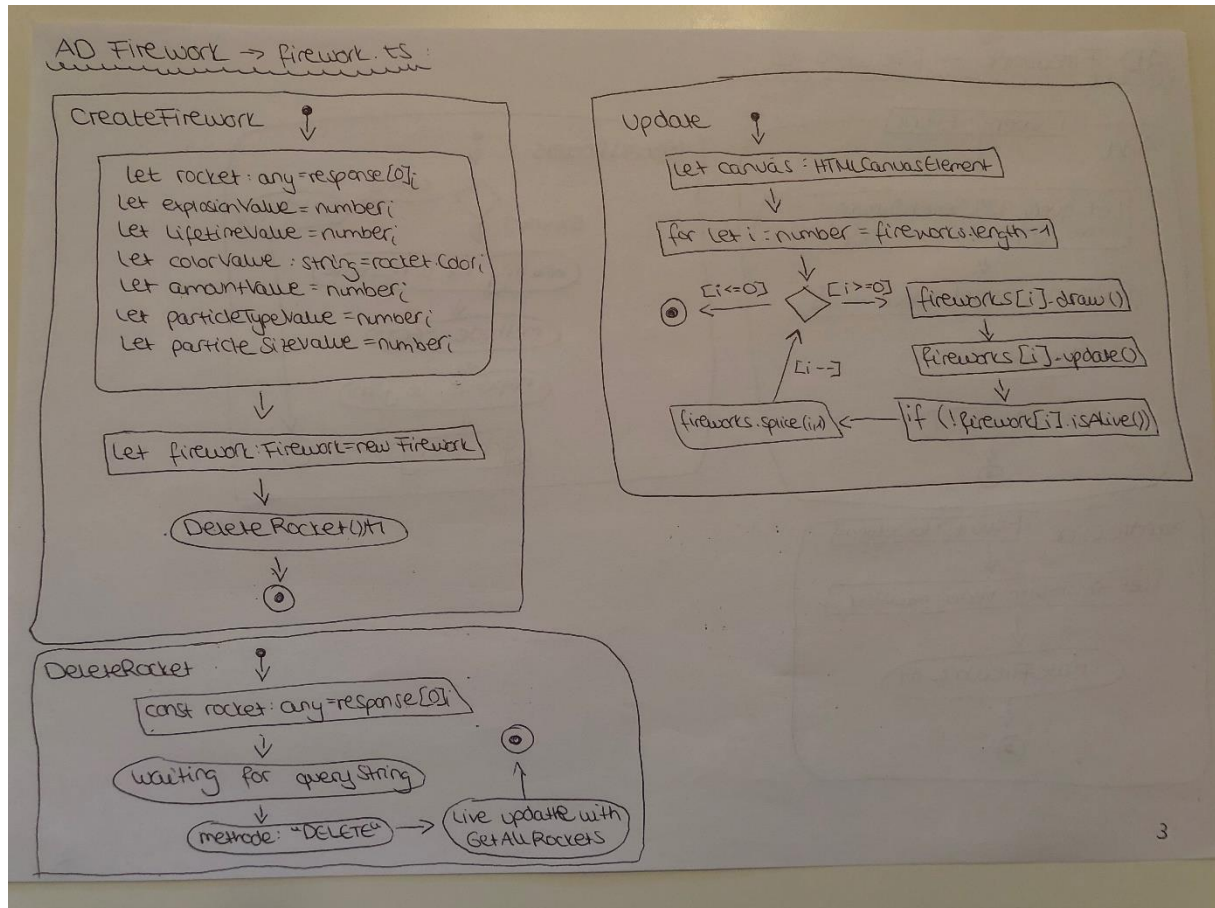 AD Firework → firework.ts:
CreateFirework
let rocket: any=response[0];
Let explosionValue=number;
Let LifetimeValue=number;
Let colorValue: string=rocket.Color;
Let amountValue=number;
Let particleTypeValue=number;
Let particleSizeValue=number;
Let firework:Firework=new Firework
DeleteRocket()
DeleteRocket
const rocket: any=response[0];
waiting for queryString
methode: "DELETE"
Live update with
GetAllRockets
Update
Let canvas: HTMLCanvasElement
for let i:number=fireworks.length-1
[i<=0]
[i>=0]
fireworks[i].draw()
fireworks[i].update()
[i--]
fireworks.splice(i,1)
if (!firework[i].isAlive())
3